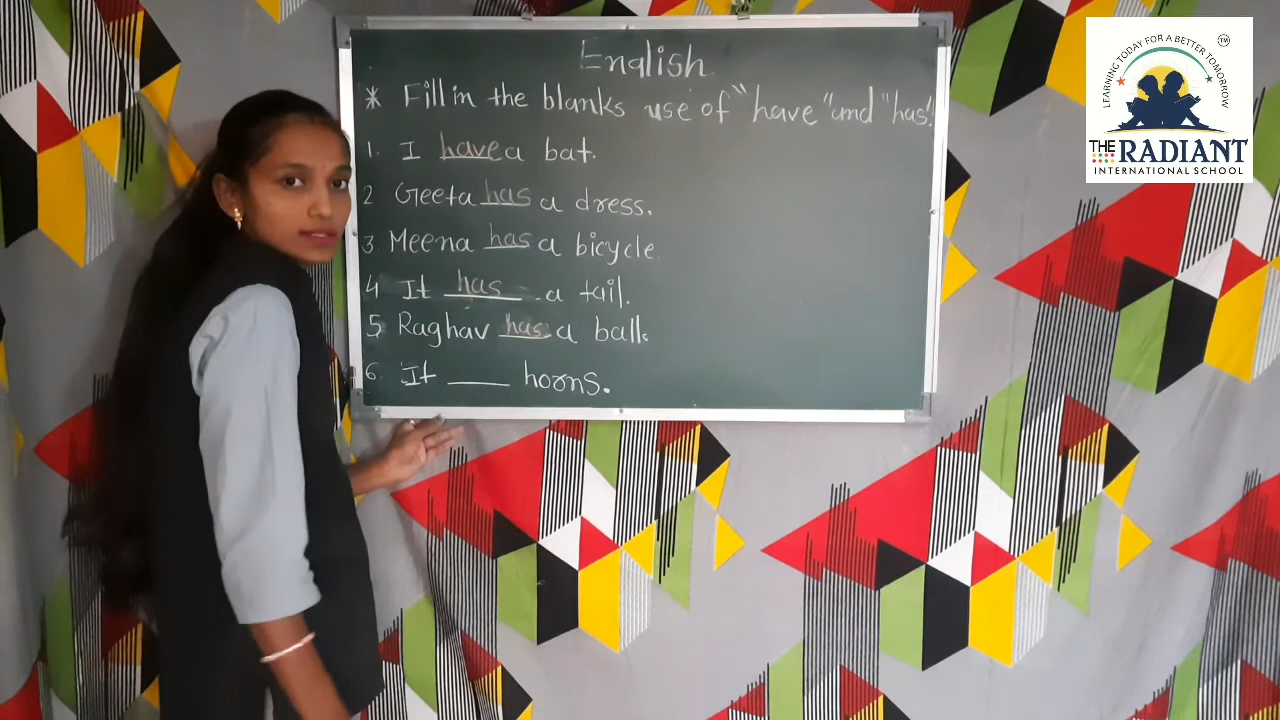 English
* Fill in the blanks use of "have" and "has".
1. I have a bat.
2 Geeta has a dress.
3. Meena has a bicycle
4 It has a tail.
5 Raghav has a ball.
6. It ____ horns.
LEARNING TODAY FOR A BETTER TOMORROW
TM
THE RADIANT
INTERNATIONAL SCHOOL